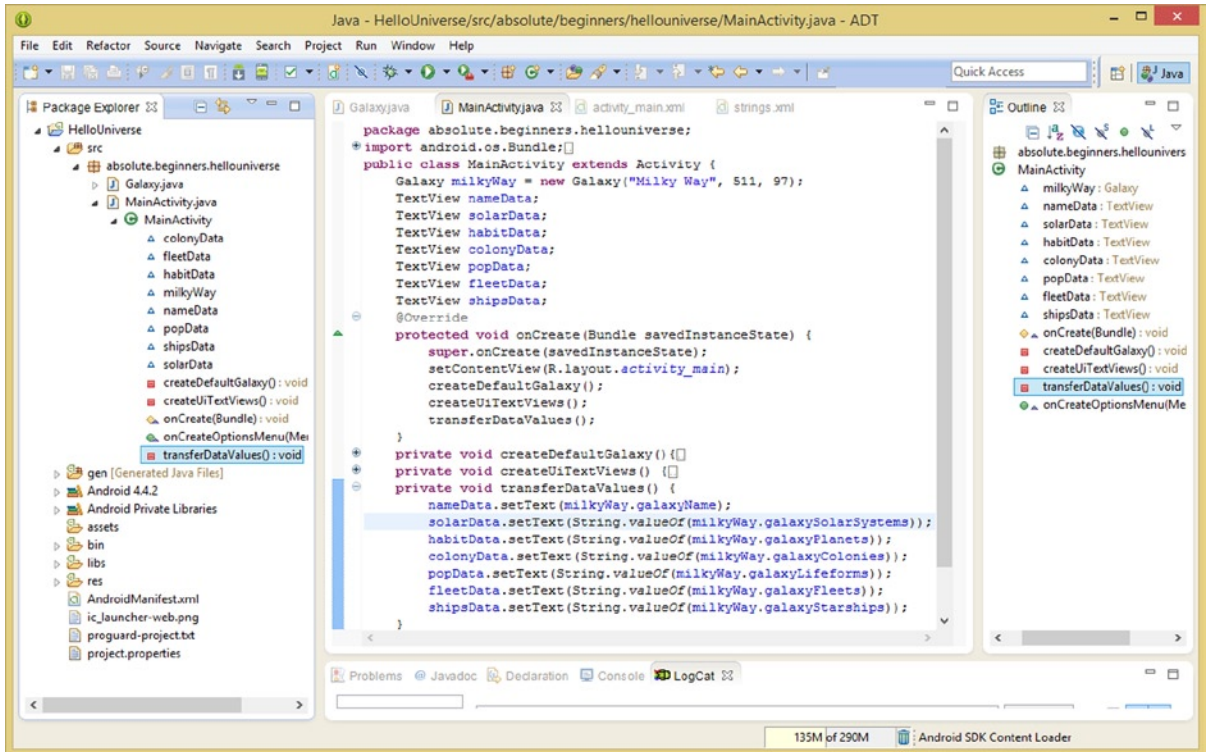 Java - HelloUniverse/src/absolute/beginners/hellouniverse/MainActivity.java - ADT
File Edit Refactor Source Navigate Search Project Run Window Help
Quick Access
Java
Package Explorer
HelloUniverse
src
absolute.beginners.hellouniverse
Galaxy.java
MainActivity.java
MainActivity
colonyData
fleetData
habitData
milkyWay
nameData
popData
shipsData
solarData
createDefaultGalaxy() : void
createUiTextViews() : void
onCreate(Bundle) : void
onCreateOptionsMenu(Me
transferDataValues() : void
gen [Generated Java Files]
Android 4.4.2
Android Private Libraries
assets
bin
libs
res
AndroidManifest.xml
ic_launcher-web.png
proguard-project.txt
project.properties
Galaxy.java MainActivity.java activity_main.xml strings.xml
package absolute.beginners.hellouniverse;
import android.os.Bundle;
public class MainActivity extends Activity {
Galaxy milkyWay = new Galaxy("Milky Way", 511, 97);
TextView nameData;
TextView solarData;
TextView habitData;
TextView colonyData;
TextView popData;
TextView fleetData;
TextView shipsData;
@Override
protected void onCreate(Bundle savedInstanceState) {
super.onCreate(savedInstanceState);
setContentView(R.layout.activity_main);
createDefaultGalaxy();
createUiTextViews();
transferDataValues();
}
private void createDefaultGalaxy(){
private void createUiTextViews() {
private void transferDataValues() {
nameData.setText(milkyWay.galaxyName);
solarData.setText(String.valueOf(milkyWay.galaxySolarSystems));
habitData.setText(String.valueOf(milkyWay.galaxyPlanets));
colonyData.setText(String.valueOf(milkyWay.galaxyColonies));
popData.setText(String.valueOf(milkyWay.galaxyLifeforms));
fleetData.setText(String.valueOf(milkyWay.galaxyFleets));
shipsData.setText(String.valueOf(milkyWay.galaxyStarships));
}
Outline
absolute.beginners.hellounivers
MainActivity
milkyWay : Galaxy
nameData : TextView
solarData : TextView
habitData : TextView
colonyData : TextView
popData : TextView
fleetData : TextView
shipsData : TextView
onCreate(Bundle) : void
createDefaultGalaxy() : void
createUiTextViews() : void
transferDataValues() : void
onCreateOptionsMenu(Me
Problems @ Javadoc Declaration Console LogCat
135M of 290M Android SDK Content Loader